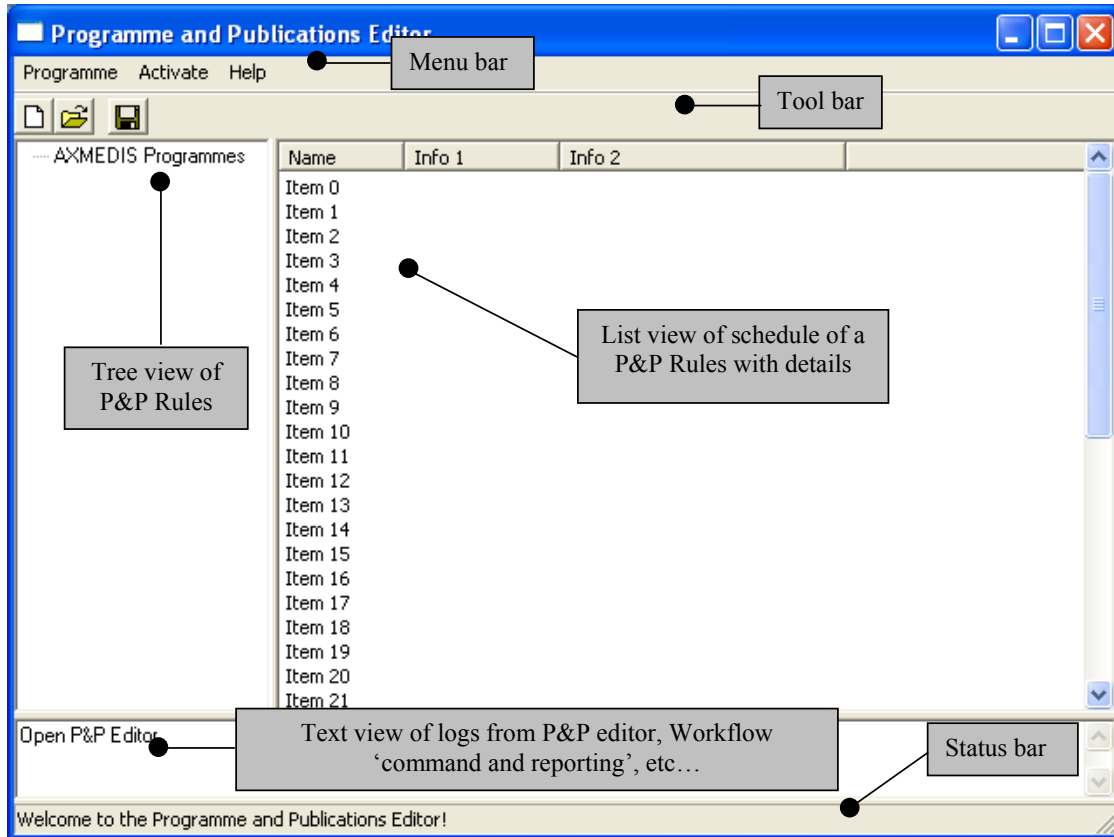 Programme and Publications Editor
Menu bar
Programme Activate Help
Tool bar
AXMEDIS Programmes
Name Info 1 Info 2
Item 0
Item 1
Item 2
Item 3
Item 4
Item 5
Item 6
Item 7
Item 8
Item 9
Item 10
Item 11
Item 12
Item 13
Item 14
Item 15
Item 16
Item 17
Item 18
Item 19
Item 20
Item 21
Tree view of
P&P Rules
List view of schedule of a
P&P Rules with details
Open P&P Editor
Text view of logs from P&P editor, Workflow
‘command and reporting’, etc…
Status bar
Welcome to the Programme and Publications Editor!